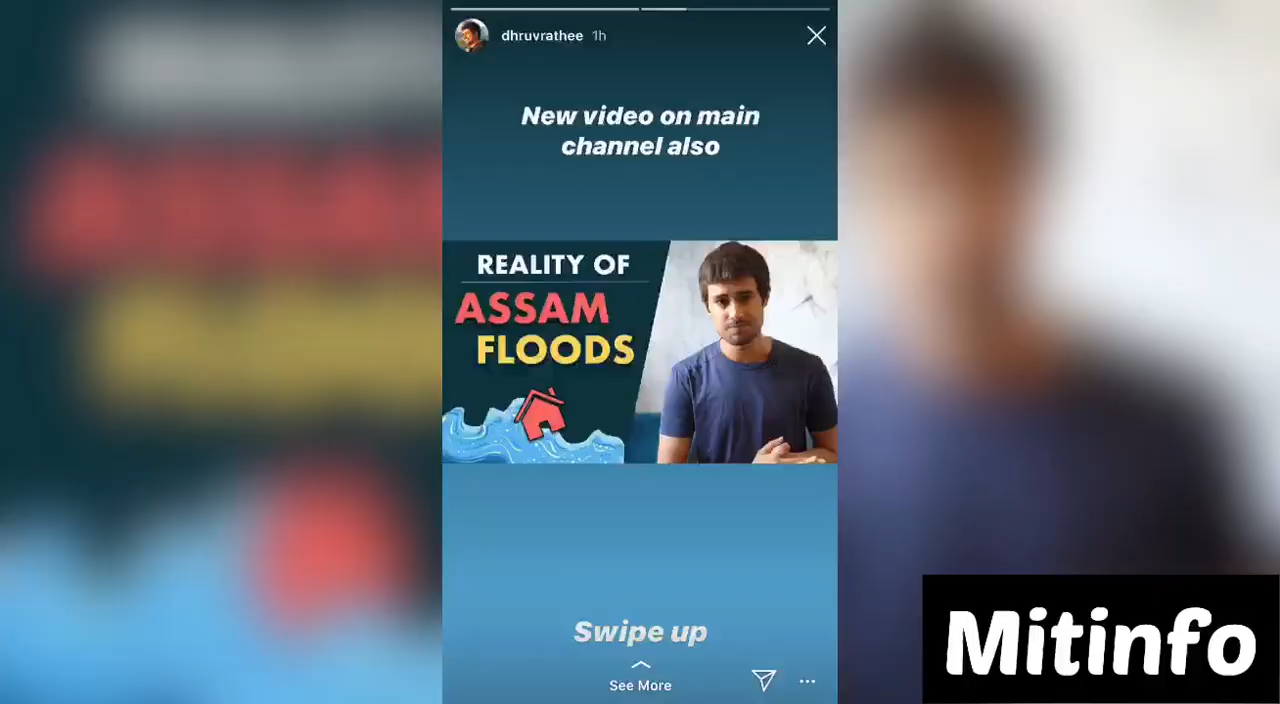 dhruvrathee 1h
New video on main
channel also
REALITY OF
ASSAM
FLOODS
Swipe up
See More
Mitinfo